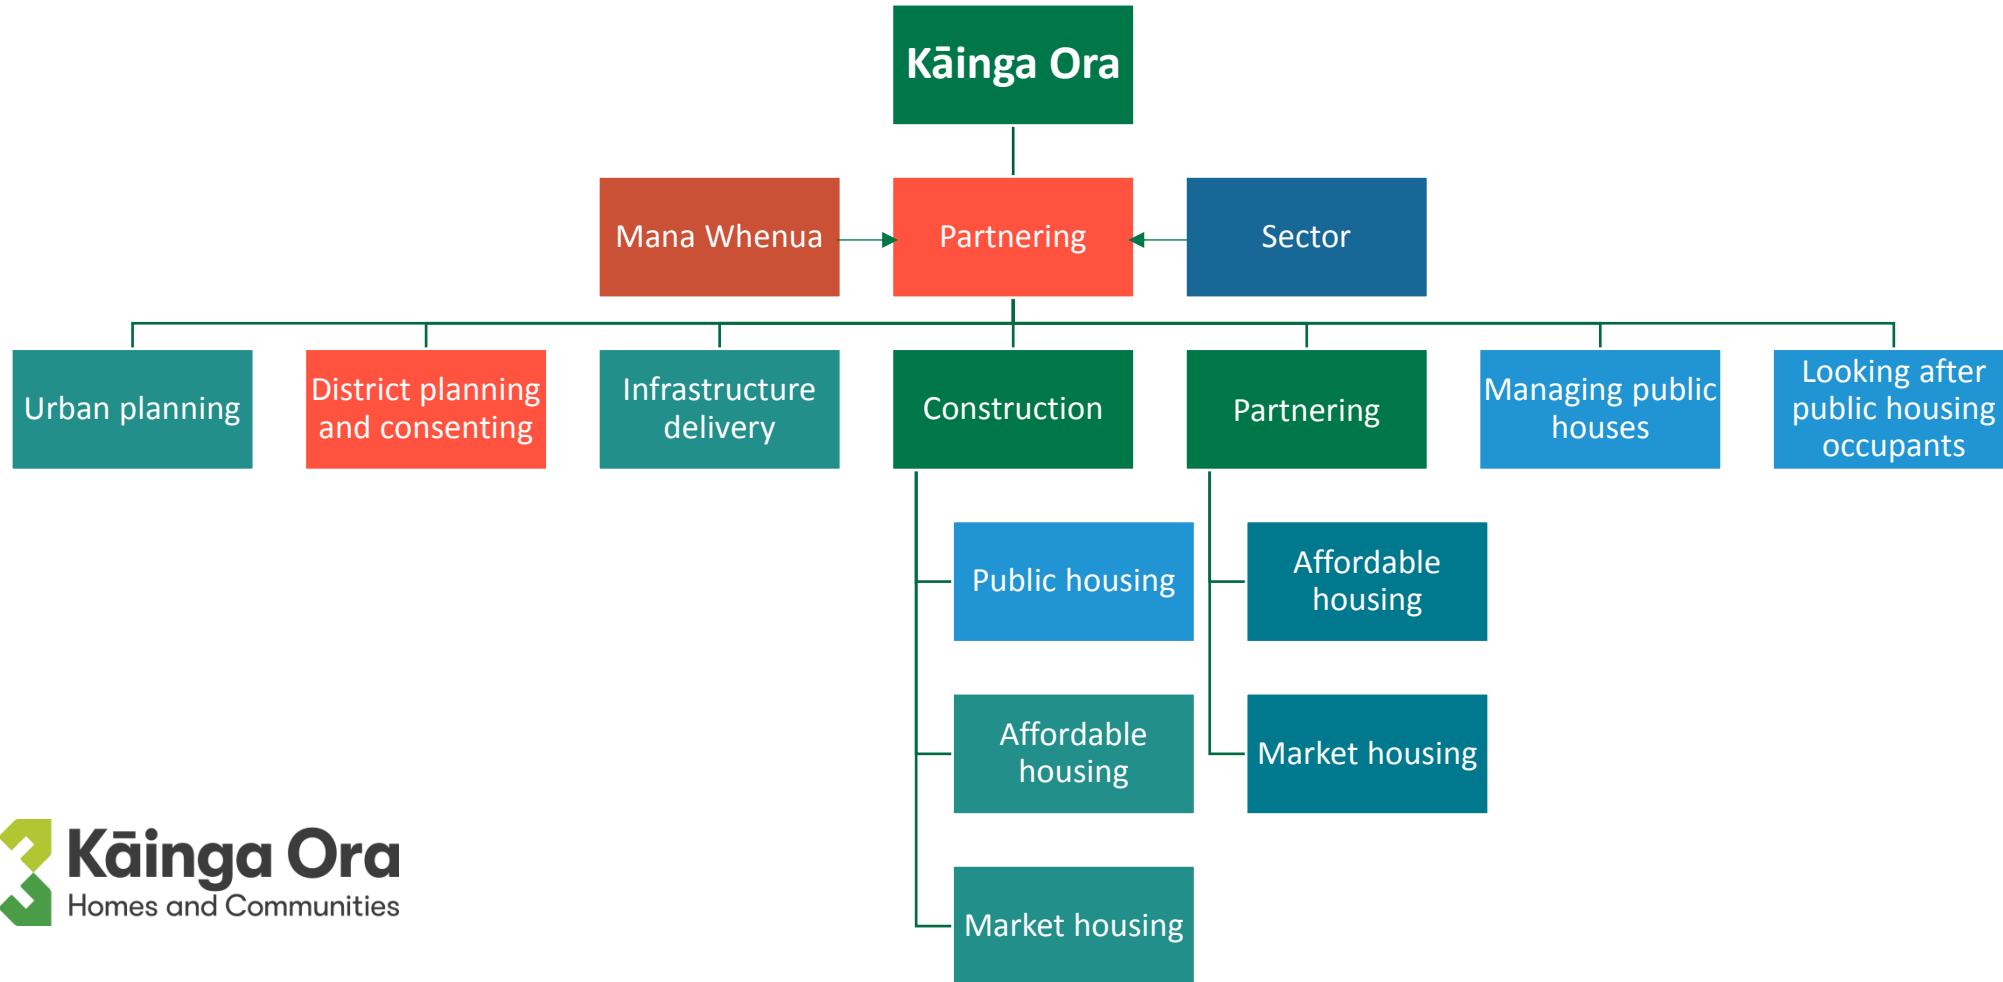 Kāinga Ora
Mana Whenua
Partnering
Sector
Urban planning
District planning
and consenting
Infrastructure
delivery
Construction
Partnering
Managing public
houses
Looking after
public housing
occupants
Public housing
Affordable
housing
Affordable
housing
Market housing
Market housing
Kāinga Ora
Homes and Communities